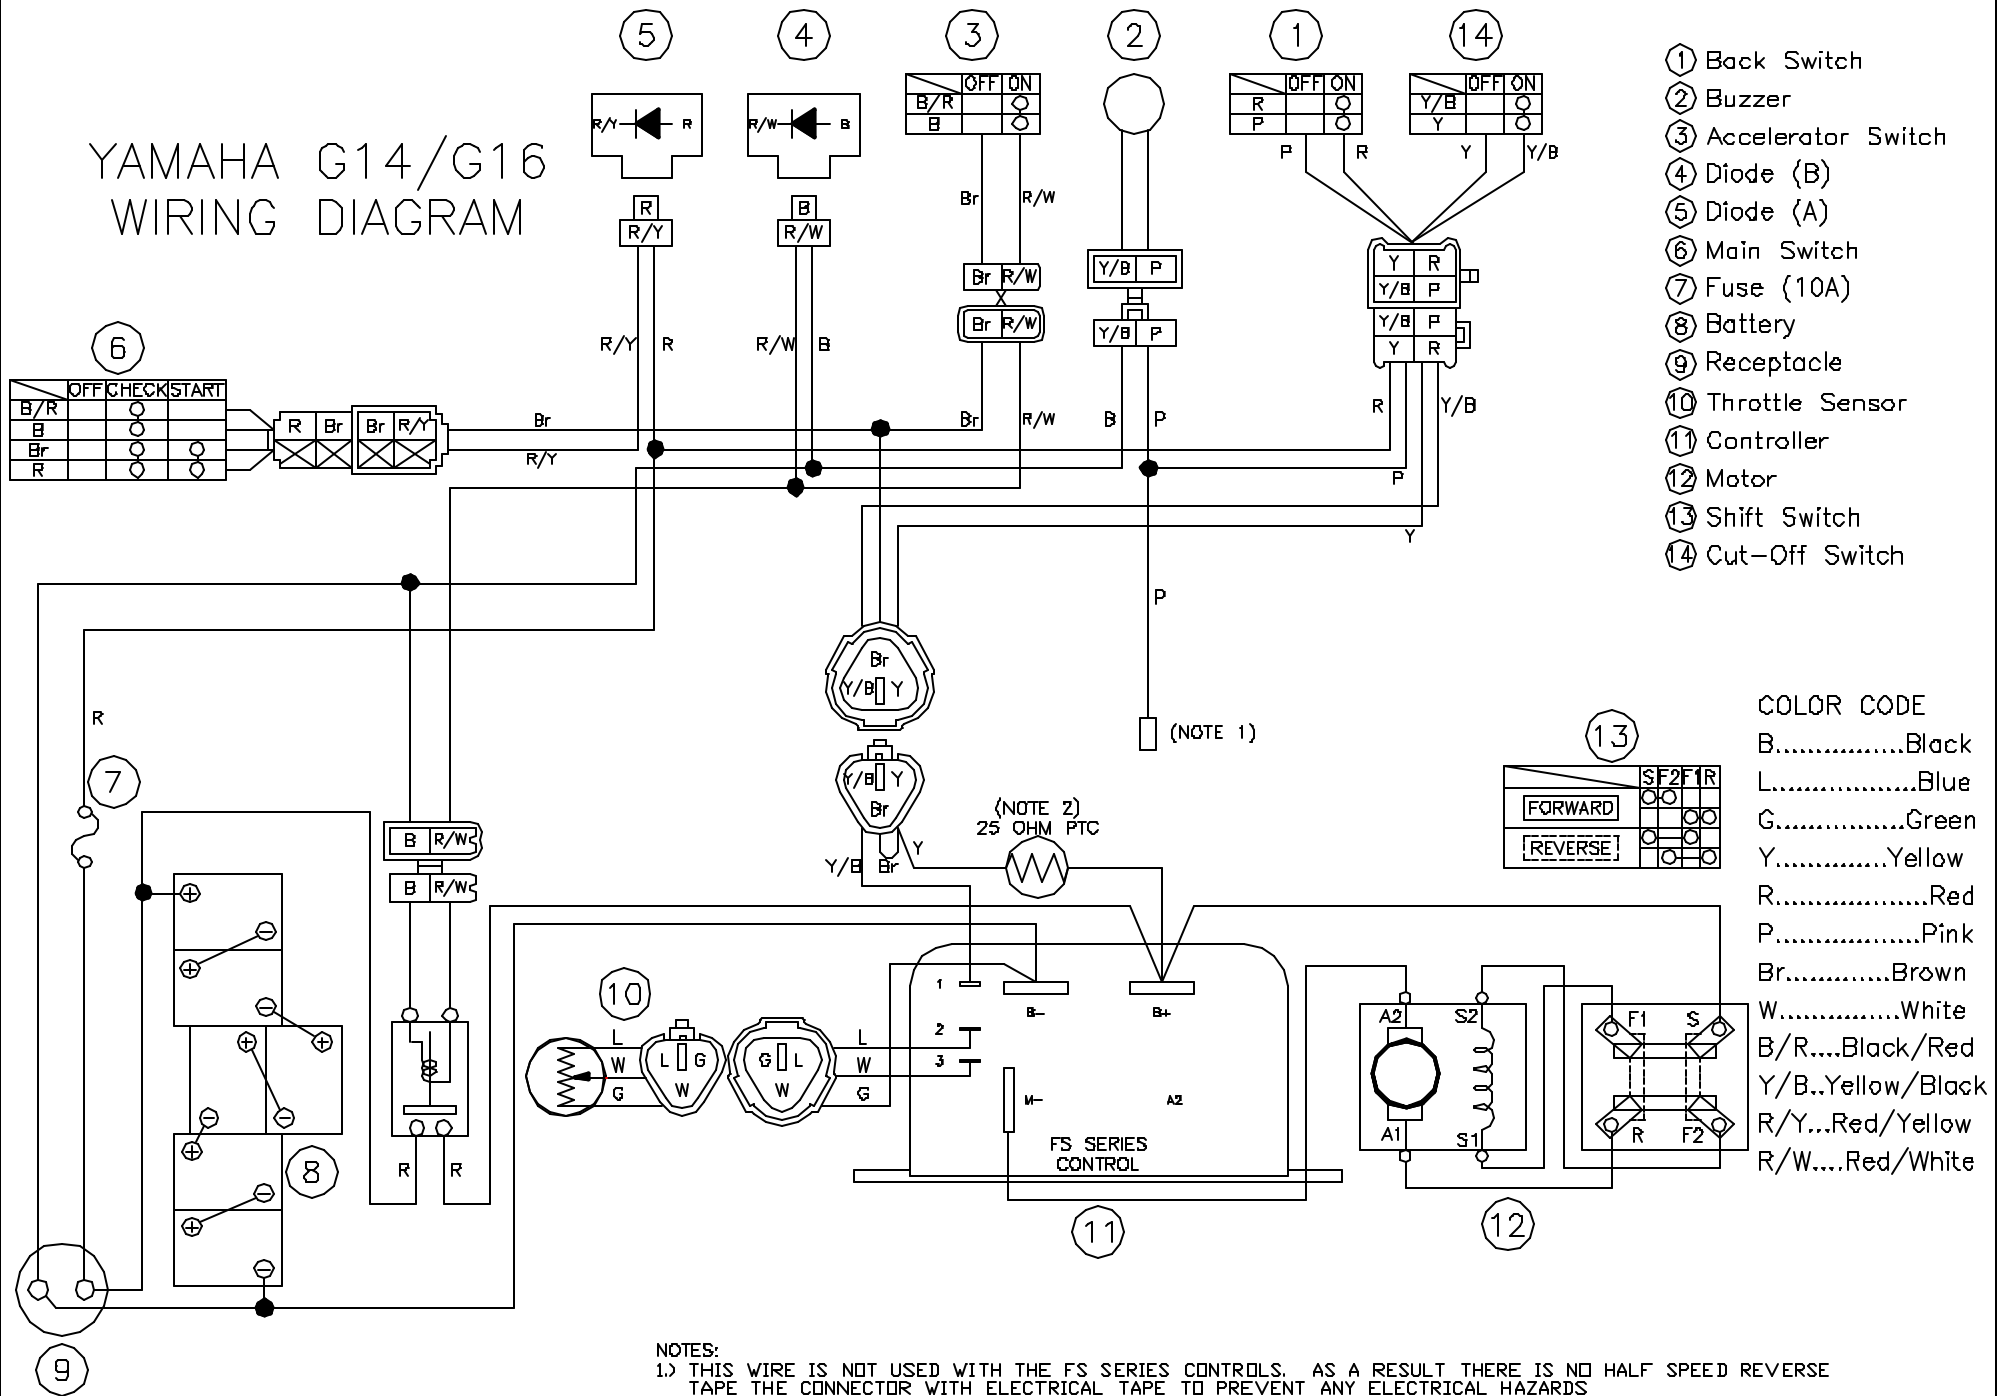 5
4
3
2
1
14
YAMAHA G14/G16
WIRING DIAGRAM
R/Y R
R/W B
OFF ON
B/R
B
OFF ON
R
P
OFF ON
Y/B
Y
1 Back Switch
2 Buzzer
3 Accelerator Switch
4 Diode (B)
5 Diode (A)
6 Main Switch
7 Fuse (10A)
8 Battery
9 Receptacle
10 Throttle Sensor
11 Controller
12 Motor
13 Shift Switch
14 Cut-Off Switch
P R Y Y/B
R
R/Y
B
R/W
Br R/W
Br R/W
Br R/W
Y/B P
Y/B P
Y R
Y/B P
Y/B P
Y R
R/Y R
R/W B
6
OFF CHECK START
B/R
B
Br
R
R Br Br R/Y
Br
R/Y
Br R/W
B P
R Y/B
P
Y
P
Br
Y/B Y
(NOTE 1)
Y/B Y
Br
R
7
(NOTE 2)
25 OHM PTC
Y/B Br Y
B R/W
B R/W
13
S F2 F1 R
FORWARD
REVERSE
COLOR CODE
B................Black
L.................Blue
G................Green
Y.............Yellow
R..................Red
P.................Pink
Br............Brown
W................White
B/R....Black/Red
Y/B..Yellow/Black
R/Y...Red/Yellow
R/W....Red/White
10
L
W
G
L G
W
G L
W
L
W
G
1
2
3
B-
B+
M-
A2
FS SERIES
CONTROL
A2 S2
A1 S1
F1 S
R F2
R R
8
11
12
9
NOTES:
1.) THIS WIRE IS NOT USED WITH THE FS SERIES CONTROLS. AS A RESULT THERE IS NO HALF SPEED REVERSE
TAPE THE CONNECTOR WITH ELECTRICAL TAPE TO PREVENT ANY ELECTRICAL HAZARDS